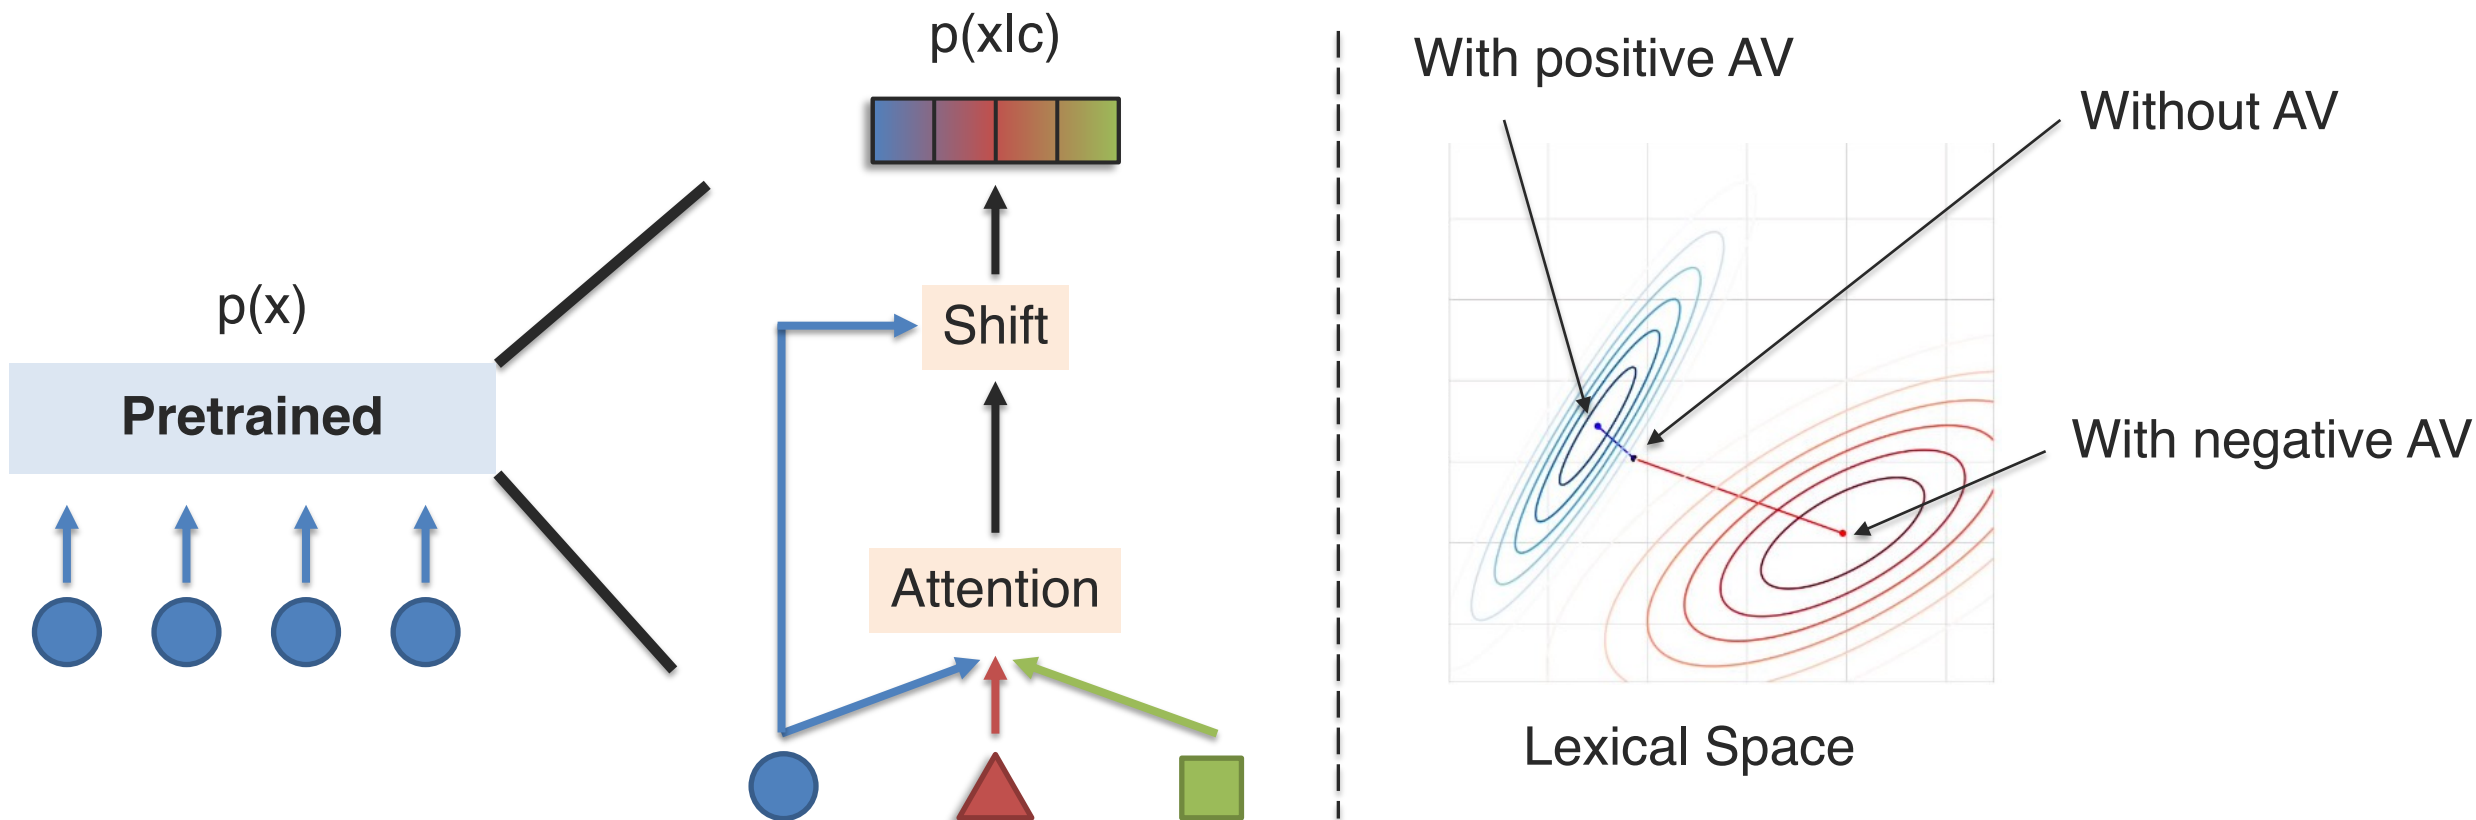 p(x)
Pretrained
p(x|c)
Shift
Attention
With positive AV
Without AV
With negative AV
Lexical Space